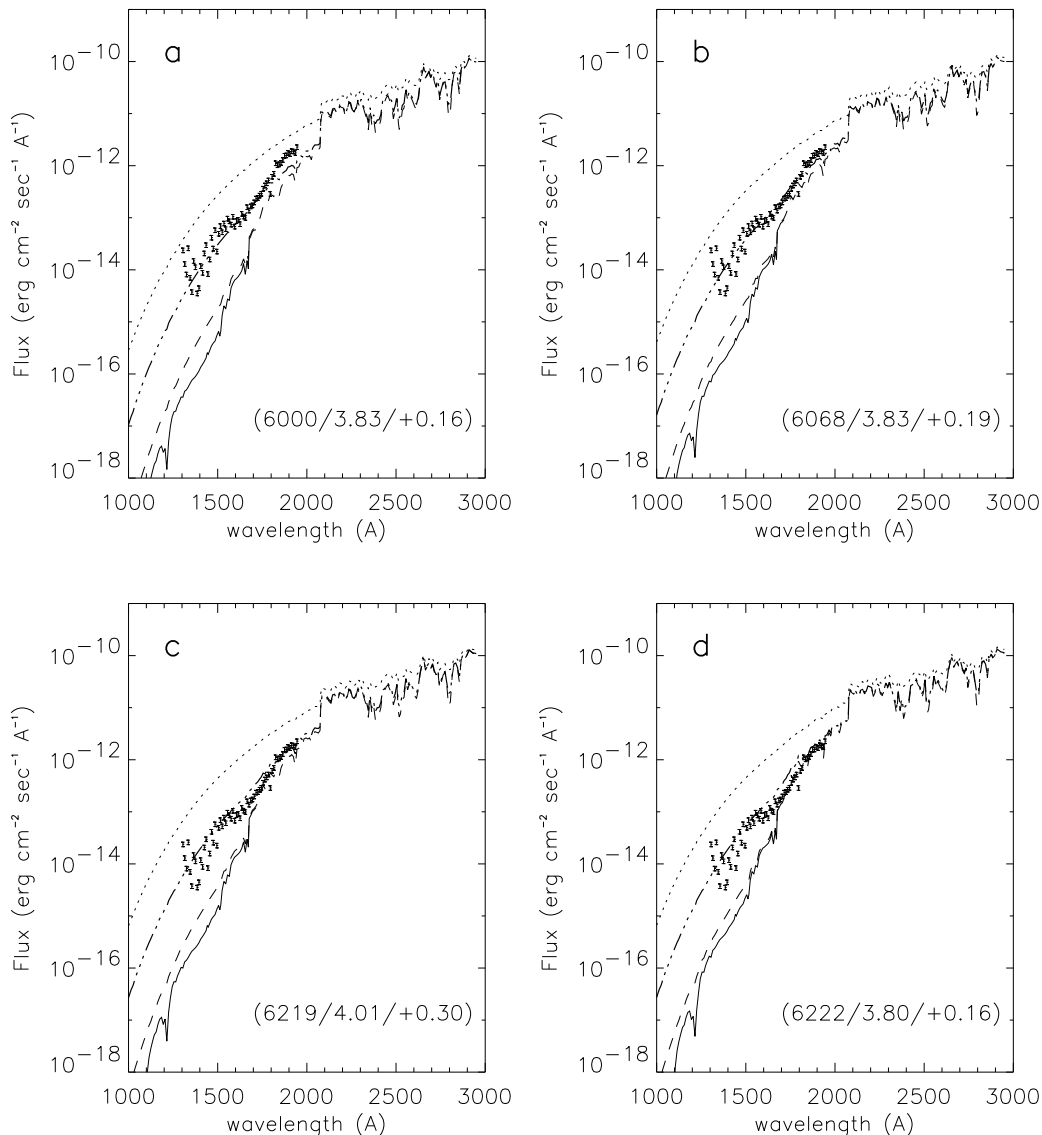 a
b
10⁻¹⁰
10⁻¹²
10⁻¹⁴
10⁻¹⁶
10⁻¹⁸
Flux (erg cm⁻² sec⁻¹ A⁻¹)
(6000/3.83/+0.16)
1000 1500 2000 2500 3000
wavelength (A)
10⁻¹⁰
10⁻¹²
10⁻¹⁴
10⁻¹⁶
10⁻¹⁸
Flux (erg cm⁻² sec⁻¹ A⁻¹)
(6068/3.83/+0.19)
1000 1500 2000 2500 3000
wavelength (A)
c
d
10⁻¹⁰
10⁻¹²
10⁻¹⁴
10⁻¹⁶
10⁻¹⁸
Flux (erg cm⁻² sec⁻¹ A⁻¹)
(6219/4.01/+0.30)
1000 1500 2000 2500 3000
wavelength (A)
10⁻¹⁰
10⁻¹²
10⁻¹⁴
10⁻¹⁶
10⁻¹⁸
Flux (erg cm⁻² sec⁻¹ A⁻¹)
(6222/3.80/+0.16)
1000 1500 2000 2500 3000
wavelength (A)